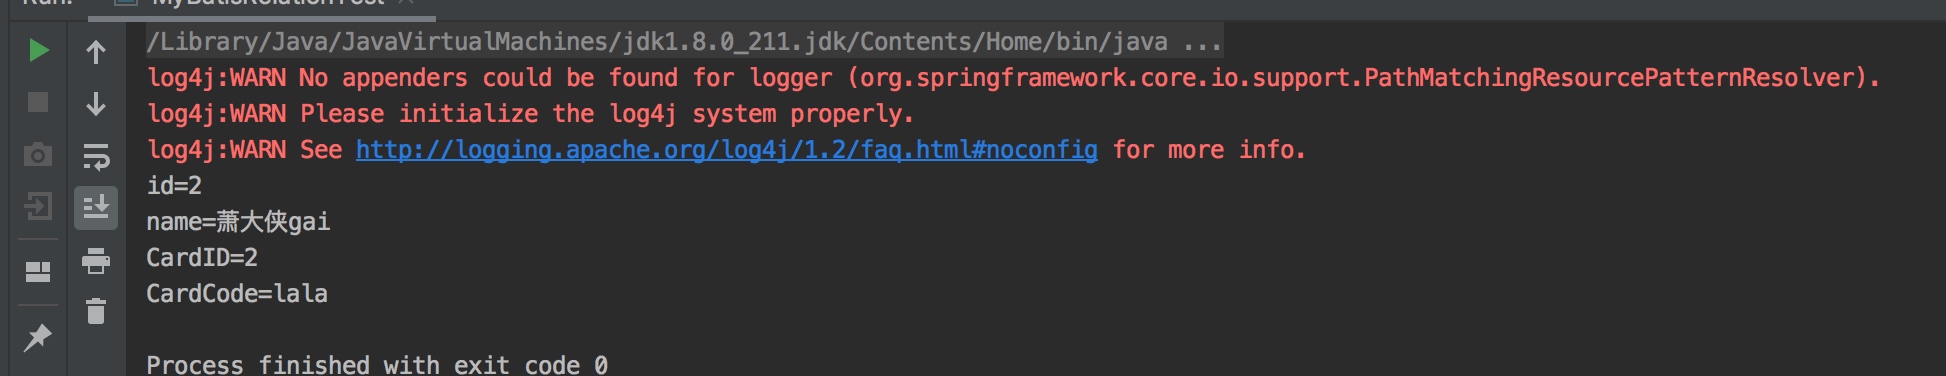 Run: MyBatisRelationTest
/Library/Java/JavaVirtualMachines/jdk1.8.0_211.jdk/Contents/Home/bin/java ...
log4j:WARN No appenders could be found for logger (org.springframework.core.io.support.PathMatchingResourcePatternResolver).
log4j:WARN Please initialize the log4j system properly.
log4j:WARN See http://logging.apache.org/log4j/1.2/faq.html#noconfig for more info.
id=2
name=萧大侠gai
CardID=2
CardCode=lala
Process finished with exit code 0